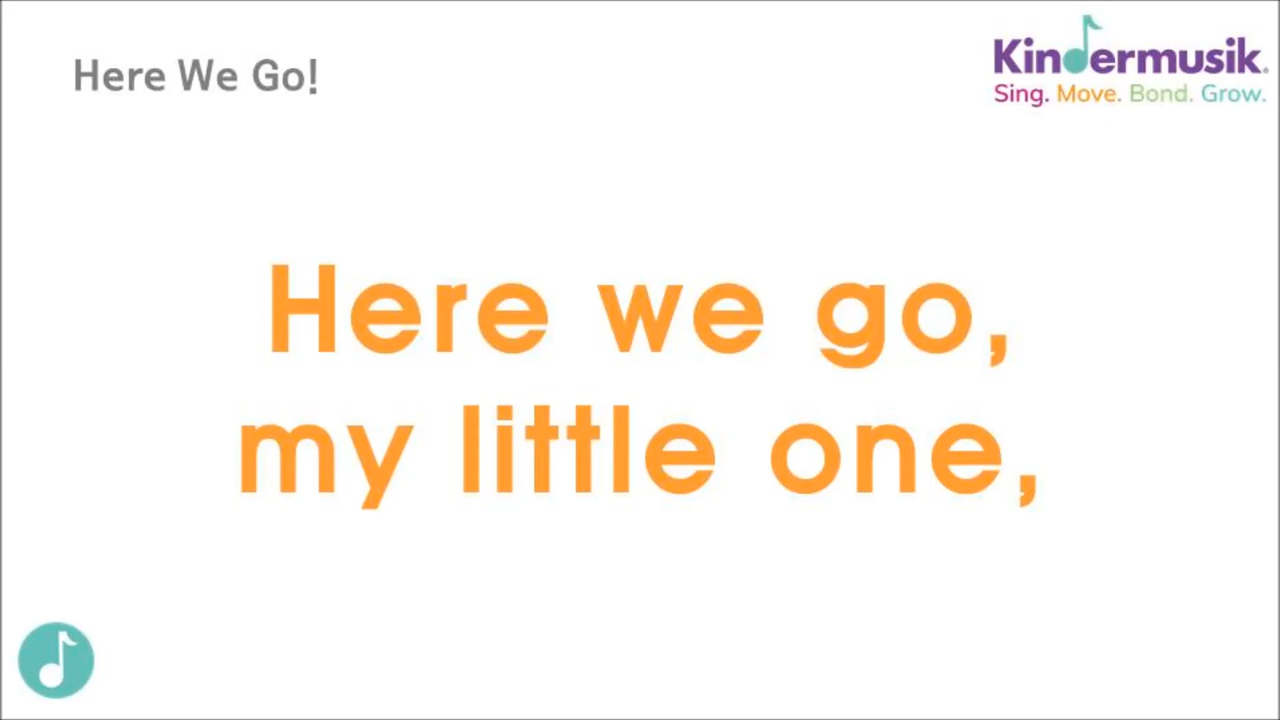 Here We Go!
Kindermusik®
Sing. Move. Bond. Grow.
Here we go,
my little one,